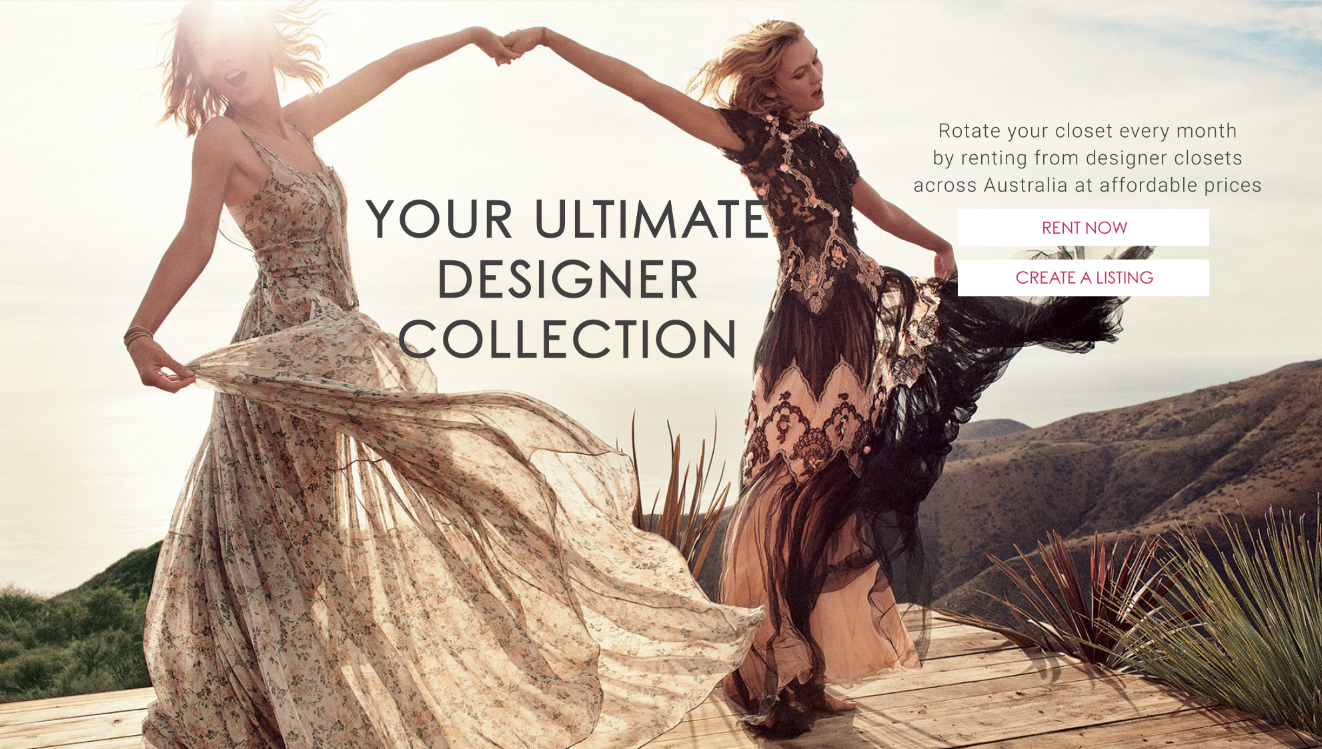 YOUR ULTIMATE
DESIGNER
COLLECTION
Rotate your closet every month
by renting from designer closets
across Australia at affordable prices
RENT NOW
CREATE A LISTING